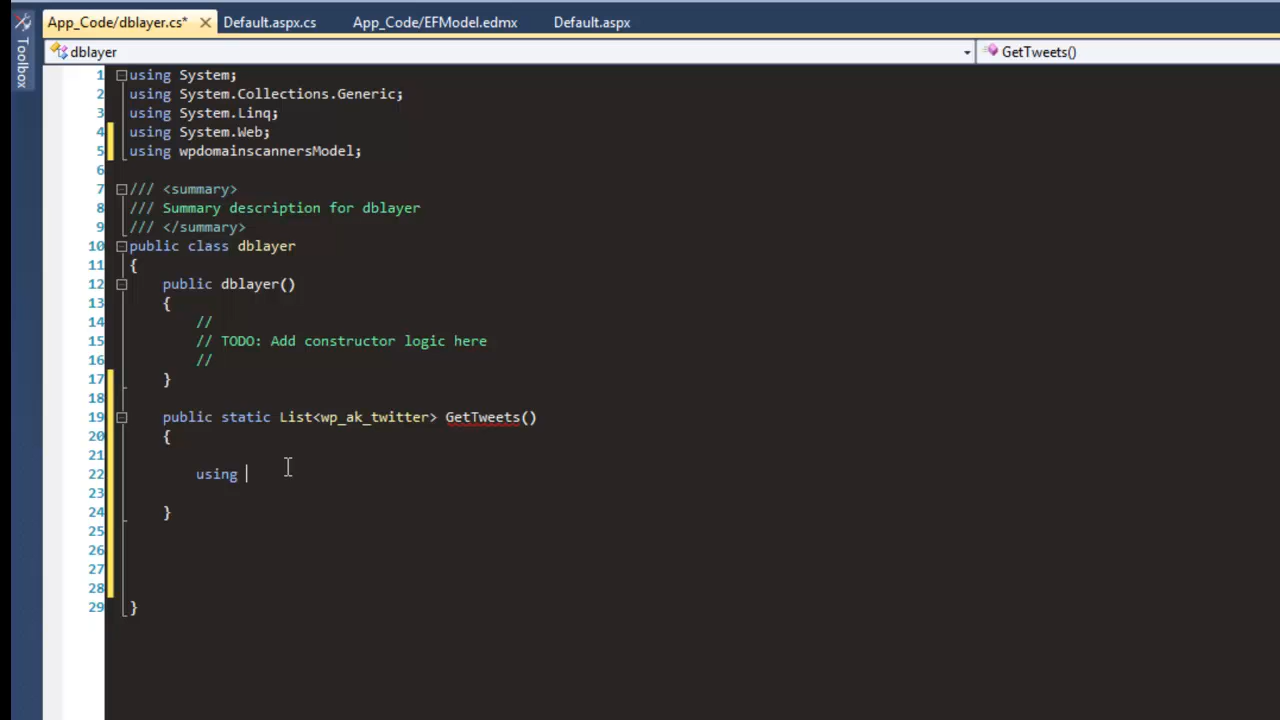 App_Code/dblayer.cs* Default.aspx.cs App_Code/EFModel.edmx Default.aspx
Toolbox
dblayer GetTweets()
1 using System;
2 using System.Collections.Generic;
3 using System.Linq;
4 using System.Web;
5 using wpdomainscannersModel;
6
7 /// <summary>
8 /// Summary description for dblayer
9 /// </summary>
10 public class dblayer
11 {
12 public dblayer()
13 {
14 //
15 // TODO: Add constructor logic here
16 //
17 }
18
19 public static List<wp_ak_twitter> GetTweets()
20 {
21
22 using
23
24 }
25
26
27
28
29 }